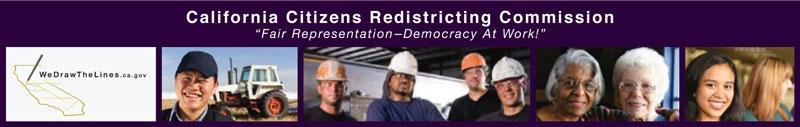 California Citizens Redistricting Commission
“Fair Representation–Democracy At Work!”
WeDrawTheLines.ca.gov